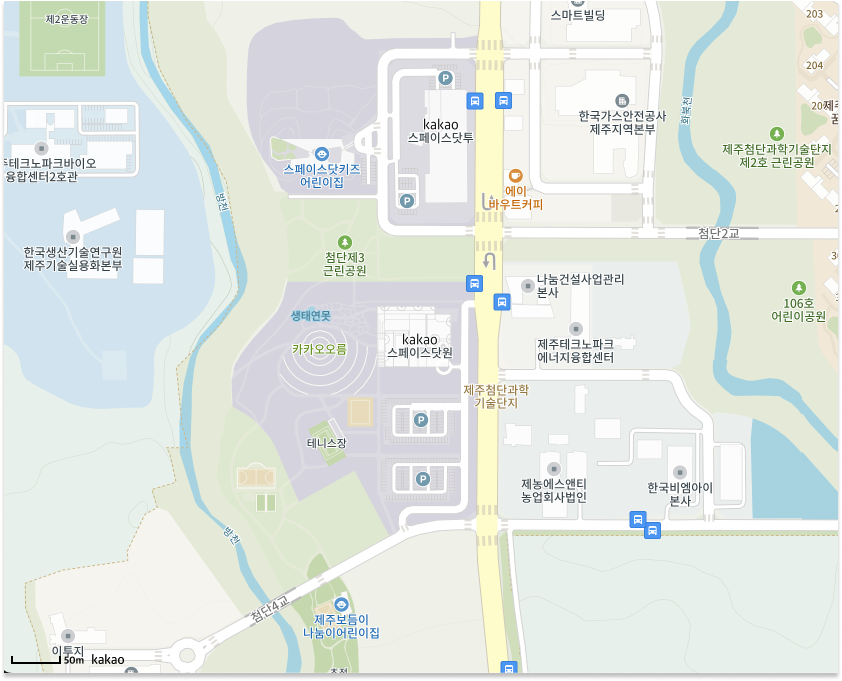 제2운동장
스마트빌딩
203
204
kakao
스페이스닷투
한국가스안전공사
제주지역본부
화북천
제주첨단과학기술단지
제2호 근린공원
테크노파크바이오
융합센터2호관
스페이스닷키즈
어린이집
에이
바우트커피
방천
한국생산기술연구원
제주기술실용화본부
첨단2교
첨단제3
근린공원
나눔건설사업관리
본사
106호
어린이공원
생태연못
카카오오름
kakao
스페이스닷원
제주테크노파크
에너지융합센터
제주첨단과학
기술단지
P
P
P
P
테니스장
제농에스앤티
농업회사법인
한국비엠아이
본사
방천
첨단4교
제주보듬이
나눔이어린이집
이투지
50m kakao